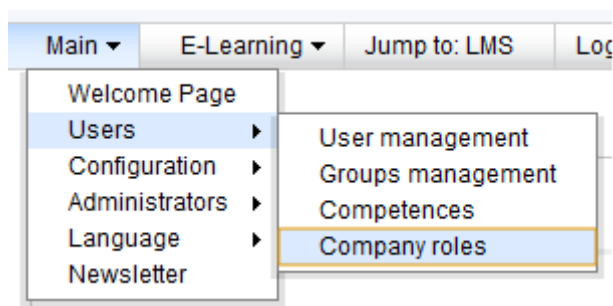 Main ▾ E-Learning ▾ Jump to: LMS Log
Welcome Page
Users
Configuration
Administrators
Language
Newsletter
User management
Groups management
Competences
Company roles